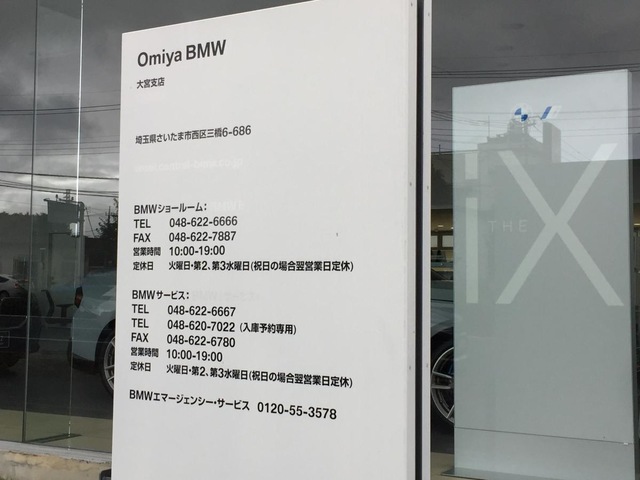 Omiya BMW
大宮支店
埼玉県さいたま市西区三橋6-686
BMWショールーム:
TEL 048-622-6666
FAX 048-622-7887
営業時間 10:00-19:00
定休日 火曜日・第2、第3水曜日(祝日の場合翌営業日定休)
BMWサービス:
TEL 048-622-6667
TEL 048-620-7022 (入庫予約専用)
FAX 048-622-6780
営業時間 10:00-19:00
定休日 火曜日・第2、第3水曜日(祝日の場合翌営業日定休)
BMWエマージェンシー・サービス 0120-55-3578
THE
iX